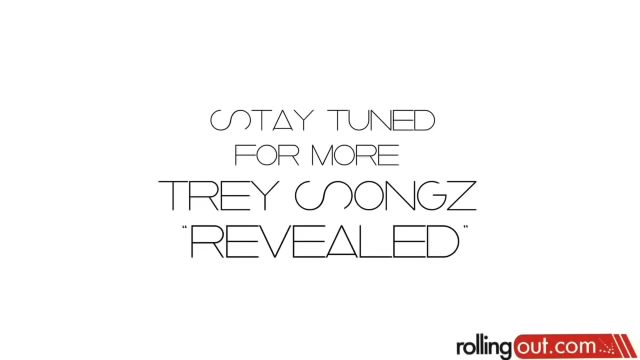 STAY TUNED
FOR MORE
TREY SONGZ
"REVEALED"
rollingout.com